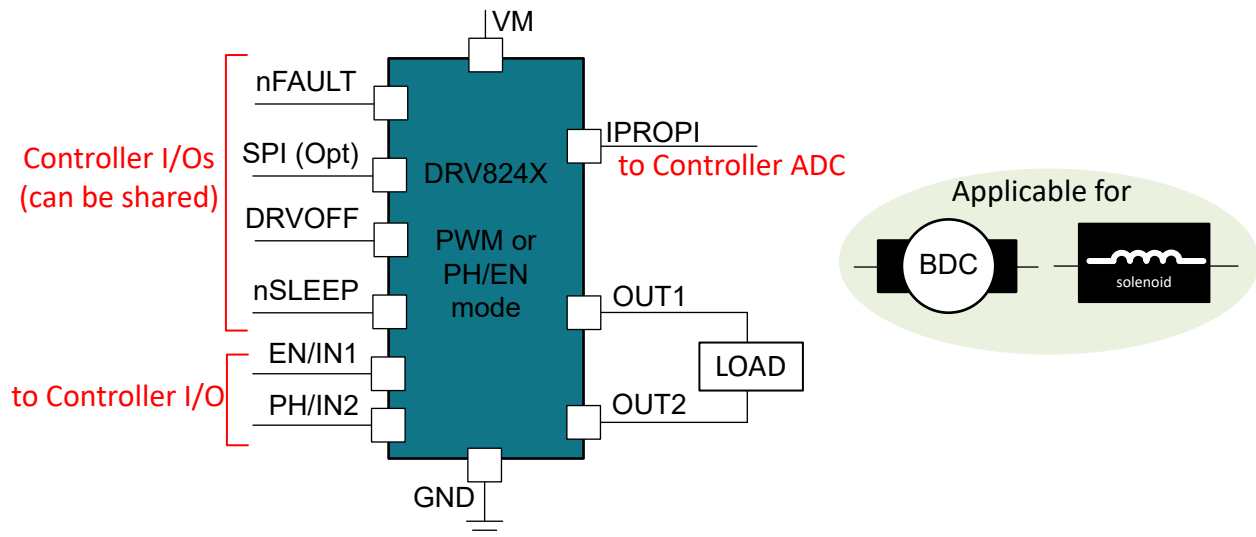 VM
nFAULT
SPI (Opt)
DRVOFF
nSLEEP
EN/IN1
PH/IN2
Controller I/Os
(can be shared)
to Controller I/O
DRV824X
PWM or
PH/EN
mode
IPROPI
to Controller ADC
OUT1
LOAD
OUT2
GND
Applicable for
BDC
solenoid